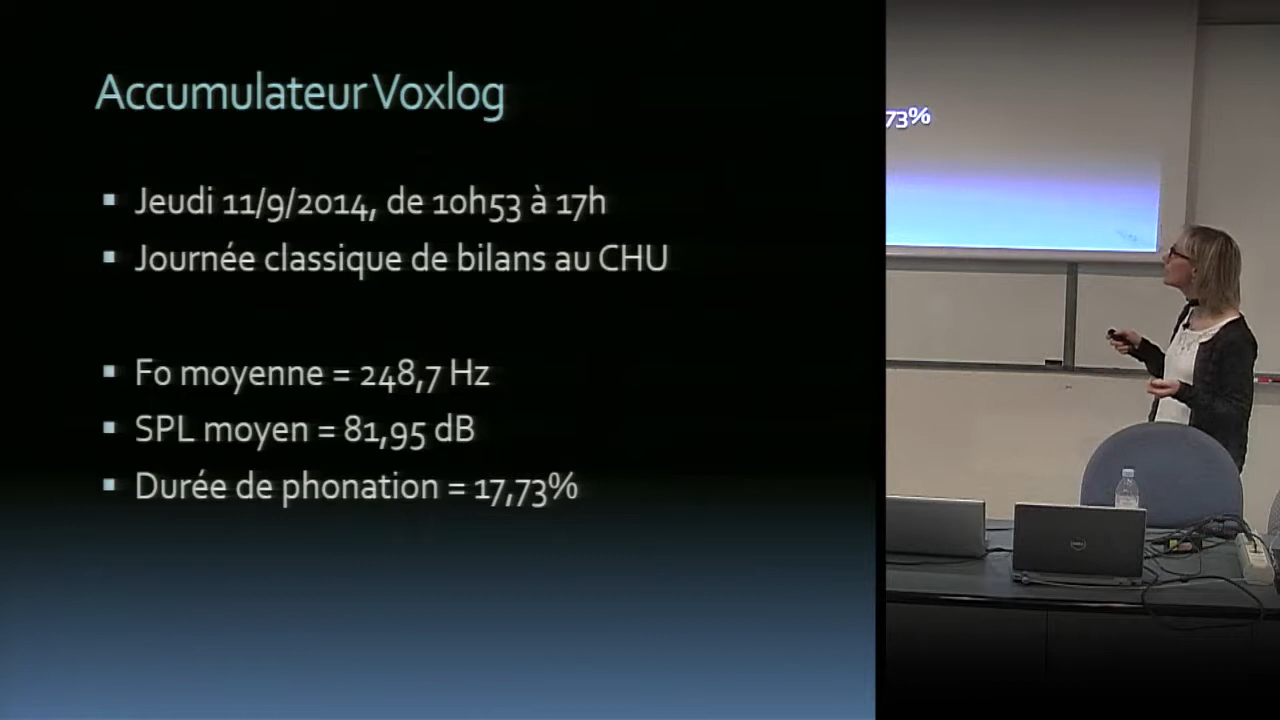 Accumulateur Voxlog
Jeudi 11/9/2014, de 10h53 à 17h
Journée classique de bilans au CHU
Fo moyenne = 248,7 Hz
SPL moyen = 81,95 dB
Durée de phonation = 17,73%
73%
DELL